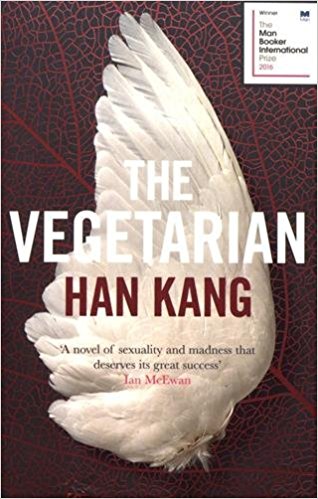 Winner
The
Man
Booker
International
Prize
2016
THE
VEGETARIAN
HAN KANG
‘A novel of sexuality and madness that
deserves its great success’
Ian McEwan